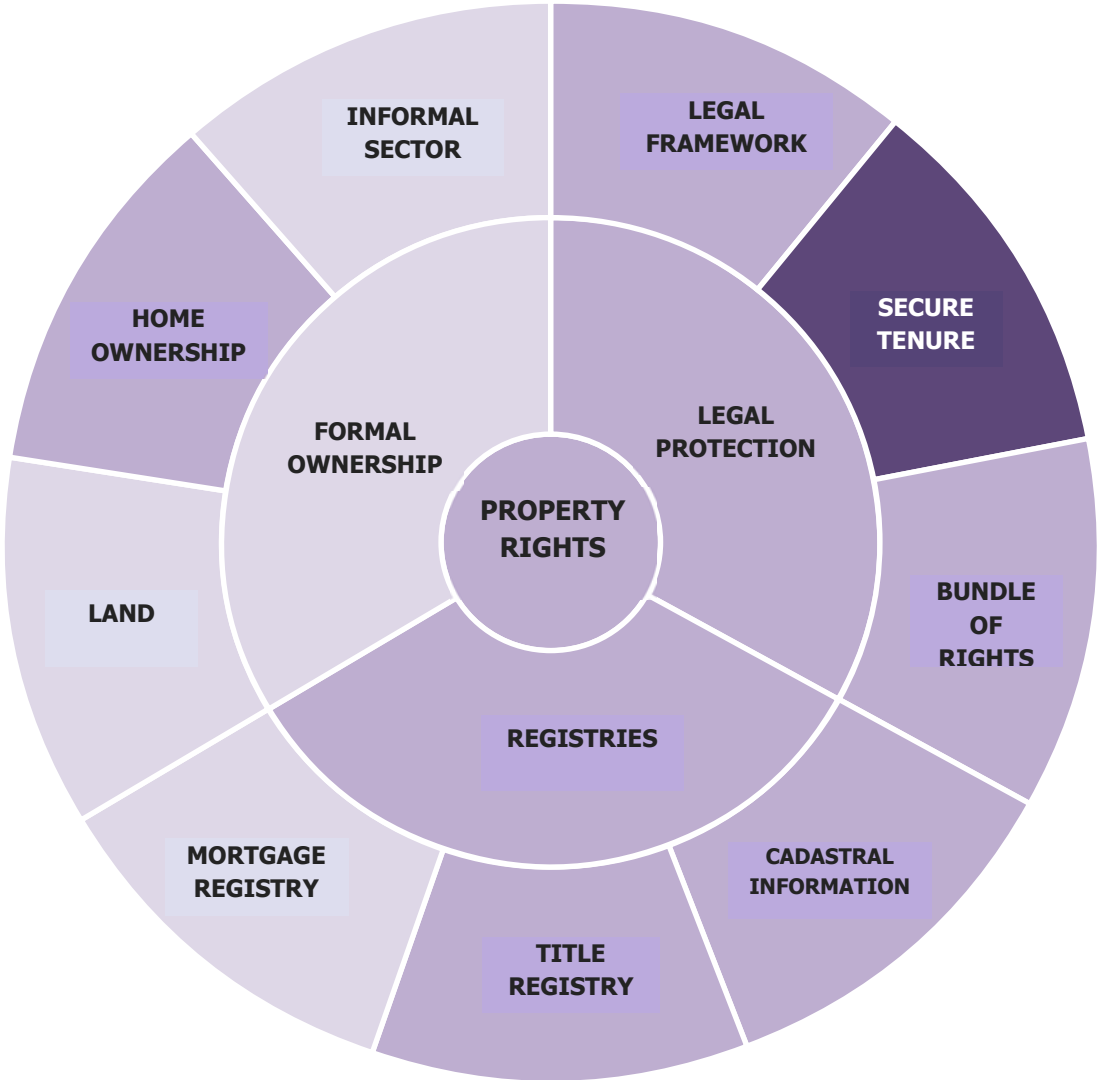 INFORMAL
SECTOR
LEGAL
FRAMEWORK
HOME
OWNERSHIP
SECURE
TENURE
FORMAL
OWNERSHIP
LEGAL
PROTECTION
PROPERTY
RIGHTS
LAND
BUNDLE
OF
RIGHTS
REGISTRIES
MORTGAGE
REGISTRY
CADASTRAL
INFORMATION
TITLE
REGISTRY